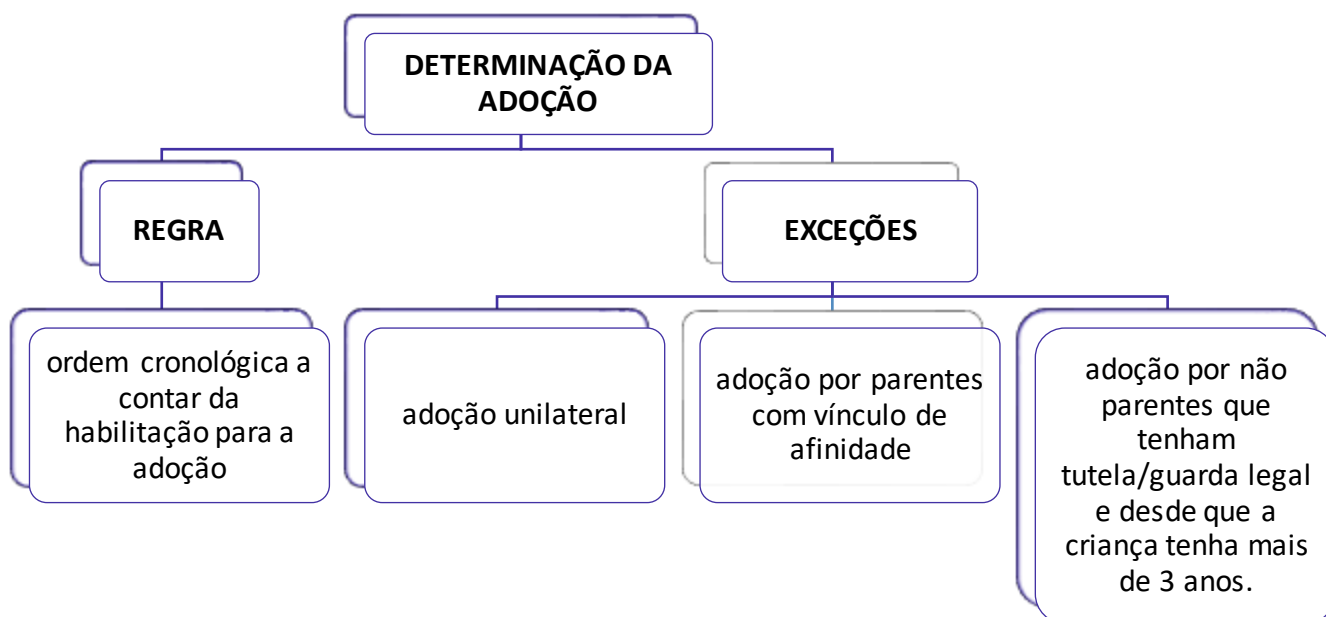 DETERMINAÇÃO DA
ADOÇÃO
REGRA
EXCEÇÕES
ordem cronológica a
contar da
habilitação para a
adoção
adoção unilateral
adoção por parentes
com vínculo de
afinidade
adoção por não
parentes que
tenham
tutela/guarda legal
e desde que a
criança tenha mais
de 3 anos.